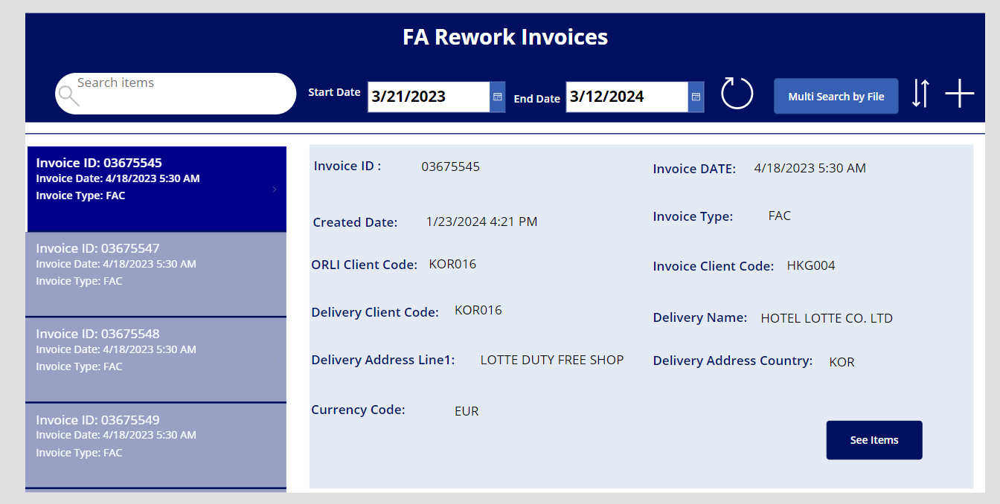 FA Rework Invoices
Search items
Start Date
3/21/2023
End Date
3/12/2024
Multi Search by File
Invoice ID: 03675545
Invoice Date: 4/18/2023 5:30 AM
Invoice Type: FAC
Invoice ID: 03675547
Invoice Date: 4/18/2023 5:30 AM
Invoice Type: FAC
Invoice ID: 03675548
Invoice Date: 4/18/2023 5:30 AM
Invoice Type: FAC
Invoice ID: 03675549
Invoice Date: 4/18/2023 5:30 AM
Invoice Type: FAC
Invoice ID : 03675545
Invoice DATE: 4/18/2023 5:30 AM
Created Date: 1/23/2024 4:21 PM
Invoice Type: FAC
ORLI Client Code: KOR016
Invoice Client Code: HKG004
Delivery Client Code: KOR016
Delivery Name: HOTEL LOTTE CO. LTD
Delivery Address Line1: LOTTE DUTY FREE SHOP
Delivery Address Country: KOR
Currency Code: EUR
See Items